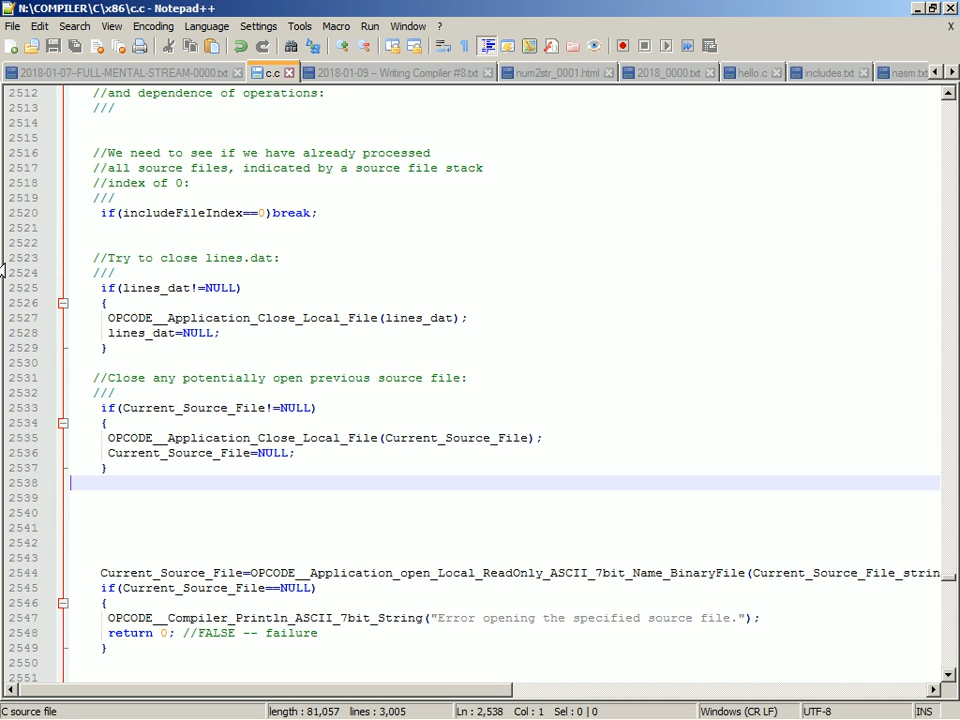 N:\COMPILER\C\x86\c.c - Notepad++
File Edit Search View Encoding Language Settings Tools Macro Run Window ? X
2018-01-07–FULL-MENTAL-STREAM-0000.txt c.c 2018-01-09 – Writing Compiler #8.txt num2str_0001.html 2018_0000.txt hello.c includes.txt nasm.txt
2512 //and dependence of operations:
2513 ///
2514
2515
2516 //We need to see if we have already processed
2517 //all source files, indicated by a source file stack
2518 //index of 0:
2519 ///
2520 if(includeFileIndex==0)break;
2521
2522
2523 //Try to close lines.dat:
2524 ///
2525 if(lines_dat!=NULL)
2526 {
2527 OPCODE__Application_Close_Local_File(lines_dat);
2528 lines_dat=NULL;
2529 }
2530
2531 //Close any potentially open previous source file:
2532 ///
2533 if(Current_Source_File!=NULL)
2534 {
2535 OPCODE__Application_Close_Local_File(Current_Source_File);
2536 Current_Source_File=NULL;
2537 }
2538
2539
2540
2541
2542
2543
2544 Current_Source_File=OPCODE__Application_open_Local_ReadOnly_ASCII_7bit_Name_BinaryFile(Current_Source_File_strin
2545 if(Current_Source_File==NULL)
2546 {
2547 OPCODE__Compiler_Println_ASCII_7bit_String("Error opening the specified source file.");
2548 return 0; //FALSE -- failure
2549 }
2550
2551
C source file length : 81,057 lines : 3,005 Ln : 2,538 Col : 1 Sel : 0 | 0 Windows (CR LF) UTF-8 INS